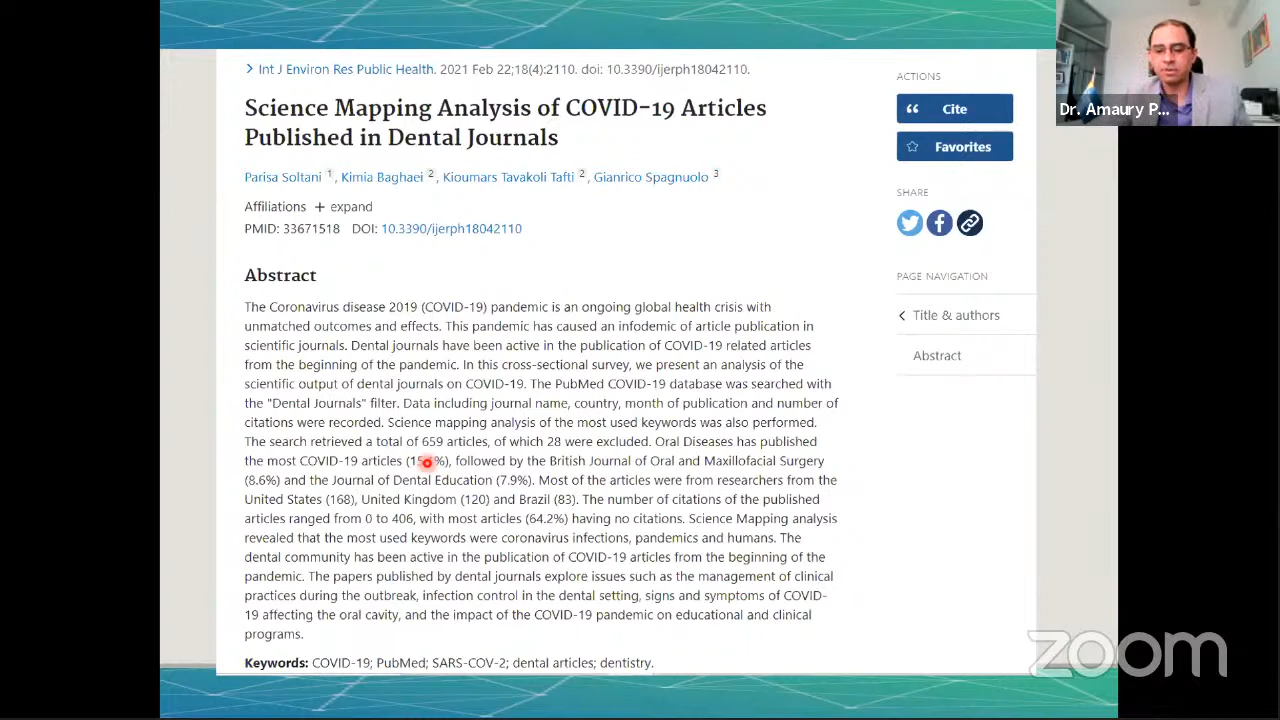 Int J Environ Res Public Health. 2021 Feb 22;18(4):2110. doi: 10.3390/ijerph18042110.
Science Mapping Analysis of COVID-19 Articles
Published in Dental Journals
Parisa Soltani 1, Kimia Baghaei 2, Kioumars Tavakoli Tafti 2, Gianrico Spagnuolo 3
Affiliations + expand
PMID: 33671518 DOI: 10.3390/ijerph18042110
Abstract
The Coronavirus disease 2019 (COVID-19) pandemic is an ongoing global health crisis with
unmatched outcomes and effects. This pandemic has caused an infodemic of article publication in
scientific journals. Dental journals have been active in the publication of COVID-19 related articles
from the beginning of the pandemic. In this cross-sectional survey, we present an analysis of the
scientific output of dental journals on COVID-19. The PubMed COVID-19 database was searched with
the "Dental Journals" filter. Data including journal name, country, month of publication and number of
citations were recorded. Science mapping analysis of the most used keywords was also performed.
The search retrieved a total of 659 articles, of which 28 were excluded. Oral Diseases has published
the most COVID-19 articles followed by the British Journal of Oral and Maxillofacial Surgery
(8.6%) and the Journal of Dental Education (7.9%). Most of the articles were from researchers from the
United States (168), United Kingdom (120) and Brazil (83). The number of citations of the published
articles ranged from 0 to 406, with most articles (64.2%) having no citations. Science Mapping analysis
revealed that the most used keywords were coronavirus infections, pandemics and humans. The
dental community has been active in the publication of COVID-19 articles from the beginning of the
pandemic. The papers published by dental journals explore issues such as the management of clinical
practices during the outbreak, infection control in the dental setting, signs and symptoms of COVID-
19 affecting the oral cavity, and the impact of the COVID-19 pandemic on educational and clinical
programs.
Keywords: COVID-19; PubMed; SARS-COV-2; dental articles; dentistry.
ACTIONS
Cite
Favorites
SHARE
PAGE NAVIGATION
Title & authors
Abstract
Dr. Amaury P...
zoom